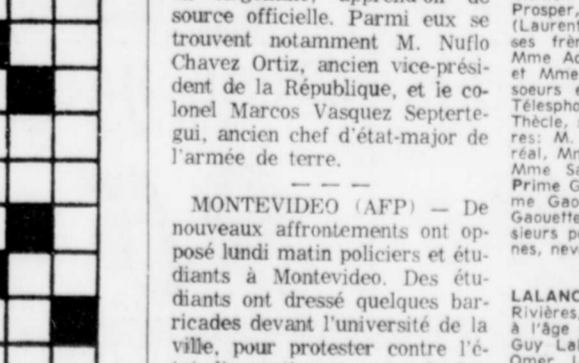 source officielle. Parmi eux se
trouvent notamment M. Nuflo
Chavez Ortiz, ancien vice-prési-
dent de la République, et le co-
lonel Marcos Vasquez Septerte-
gui, ancien chef d'état-major de
l'armée de terre.
— — —
MONTEVIDEO (AFP) — De
nouveaux affrontements ont op-
posé lundi matin policiers et étu-
diants à Montevideo. Des étu-
diants ont dressé quelques bar-
ricades devant l'université de la
ville, pour protester contre l'é-
Prosper,
(Laurent
ses frèr
Mme Ad
et Mme
soeurs e
Télespho
Thècle,
res: M.
réal, Mm
Mme Sa
Prime G
me Gao
Gaouette
sieurs p
nes, nev
LALANC
Rivières,
à l'âge
Guy La
Omer